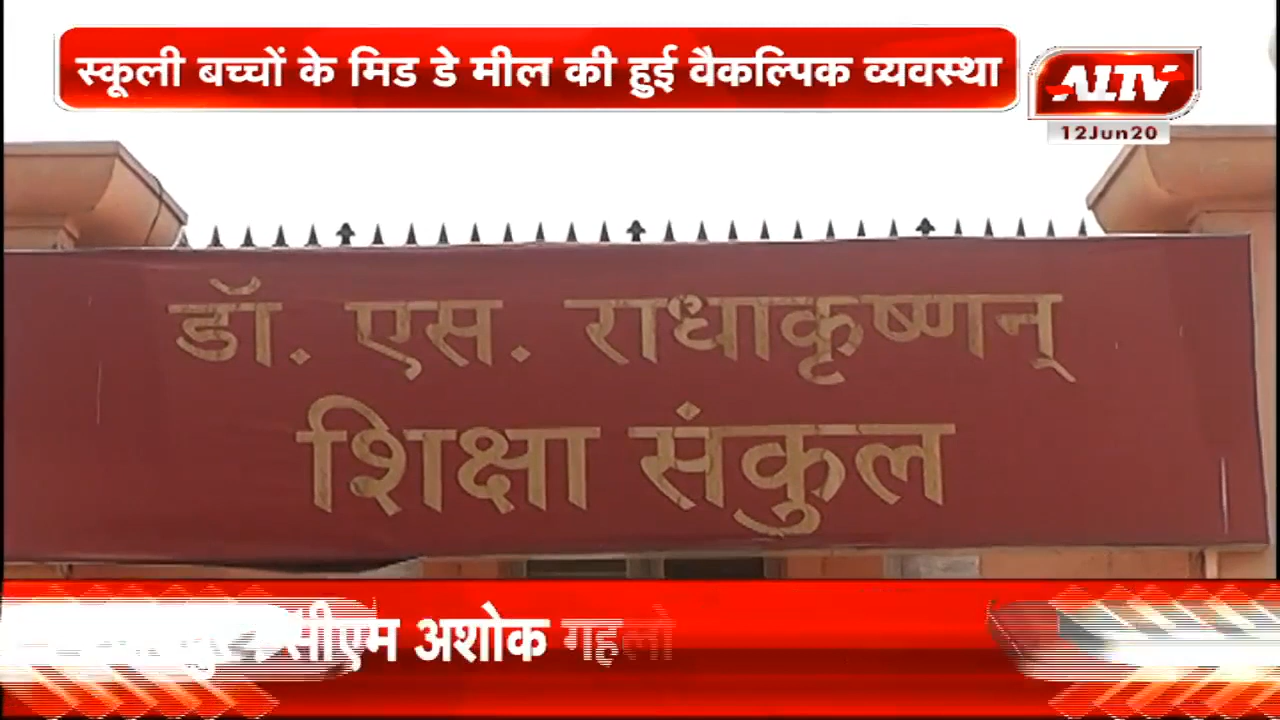 स्कूली बच्चों के मिड डे मील की हुई वैकल्पिक व्यवस्था
ALTV
12Jun20
डॉ. एस. राधाकृष्णन्
शिक्षा संकुल
सीएम अशोक